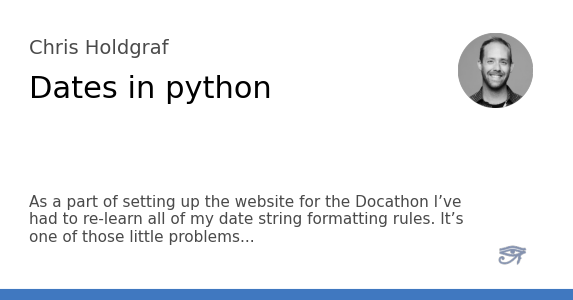 Chris Holdgraf
Dates in python
As a part of setting up the website for the Docathon I’ve
had to re-learn all of my date string formatting rules. It’s
one of those little problems...